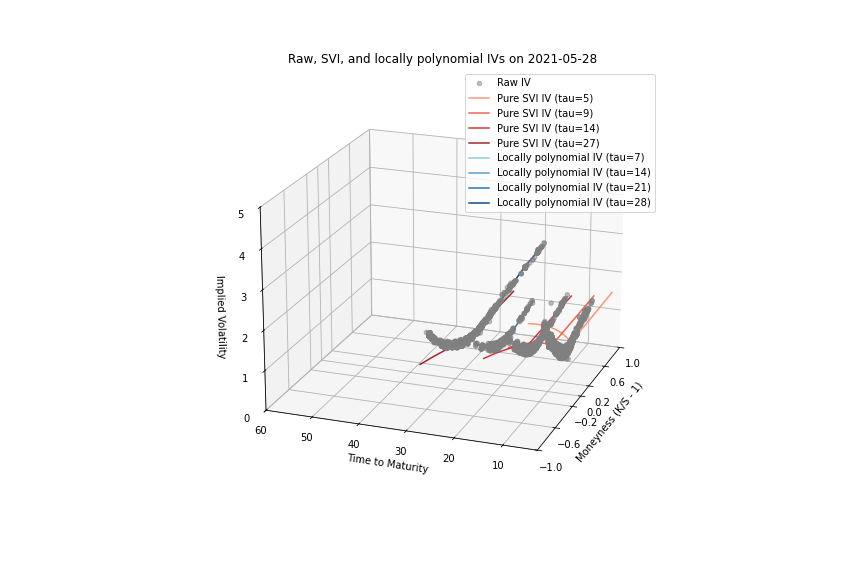 Raw, SVI, and locally polynomial IVs on 2021-05-28
Raw IV
Pure SVI IV (tau=5)
Pure SVI IV (tau=9)
Pure SVI IV (tau=14)
Pure SVI IV (tau=27)
Locally polynomial IV (tau=7)
Locally polynomial IV (tau=14)
Locally polynomial IV (tau=21)
Locally polynomial IV (tau=28)
5
4
3
2
1
0
Implied Volatility
60
50
40
30
20
10
Time to Maturity
1.0
0.6
0.2
0.0
−0.2
−0.6
−1.0
Moneyness (K/S - 1)